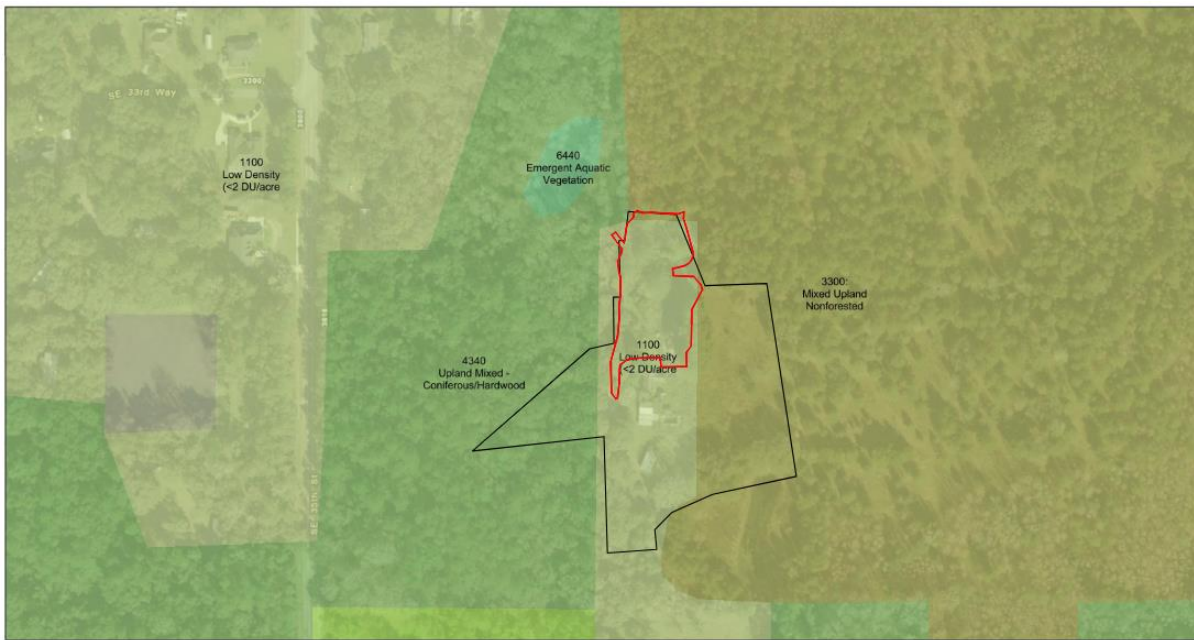 SE 33rd Way
3200
1100
Low Density
(<2 DU/acre
6440
Emergent Aquatic
Vegetation
3300:
Mixed Upland
Nonforested
1100
Low Density
(<2 DU/acre
4340
Upland Mixed -
Coniferous/Hardwood